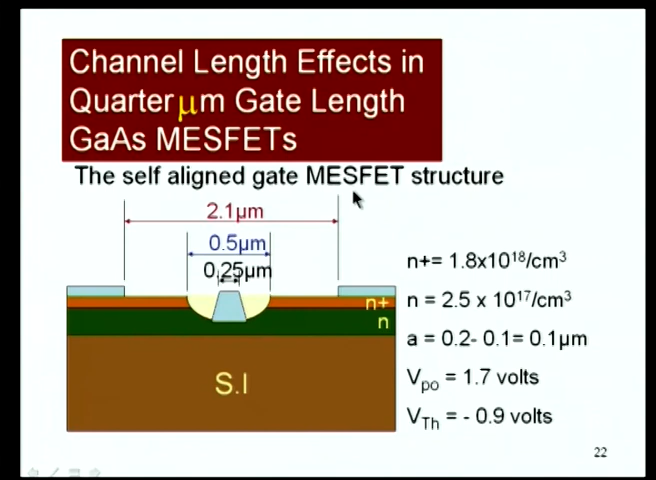 Channel Length Effects in
Quarter μm Gate Length
GaAs MESFETs
The self aligned gate MESFET structure
2.1μm
0.5μm
0.25μm
n+
n
S.I
n+= 1.8x10¹⁸/cm³
n = 2.5 x 10¹⁷/cm³
a = 0.2- 0.1= 0.1μm
Vpo = 1.7 volts
VTh = - 0.9 volts
22